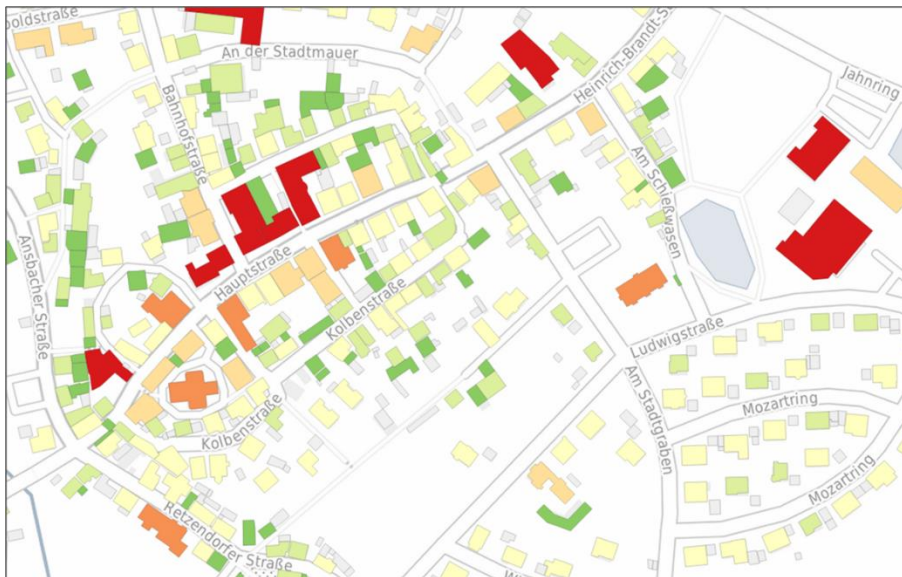 poldstraße
An der Stadtmauer
Heinrich-Brandt-S
Jahnring
Bahnhofstraße
Am Schießwasen
Ansbacher Straße
Hauptstraße
Kolbenstraße
Ludwigstraße
Am Stadtgraben
Mozartring
Kolbenstraße
Mozartring
Retzendorfer Straße